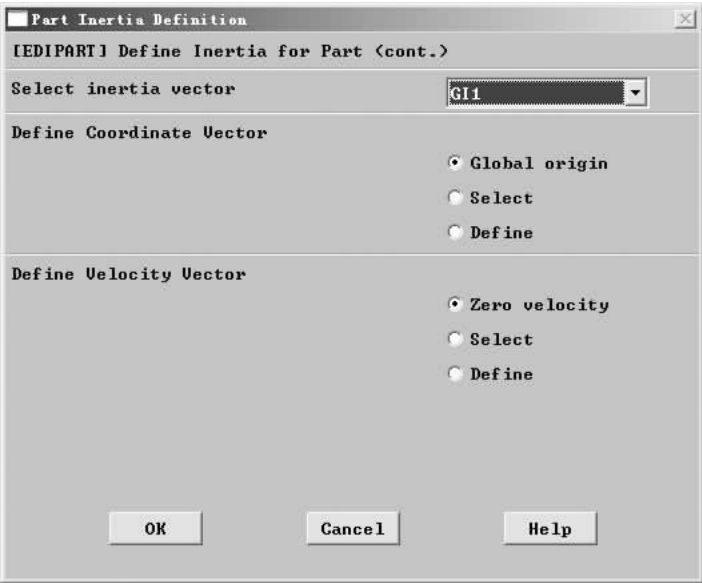 Part Inertia Definition
[EDIPART] Define Inertia for Part (cont.)
Select inertia vector
GI1
Define Coordinate Vector
Global origin
Select
Define
Define Velocity Vector
Zero velocity
Select
Define
OK Cancel Help